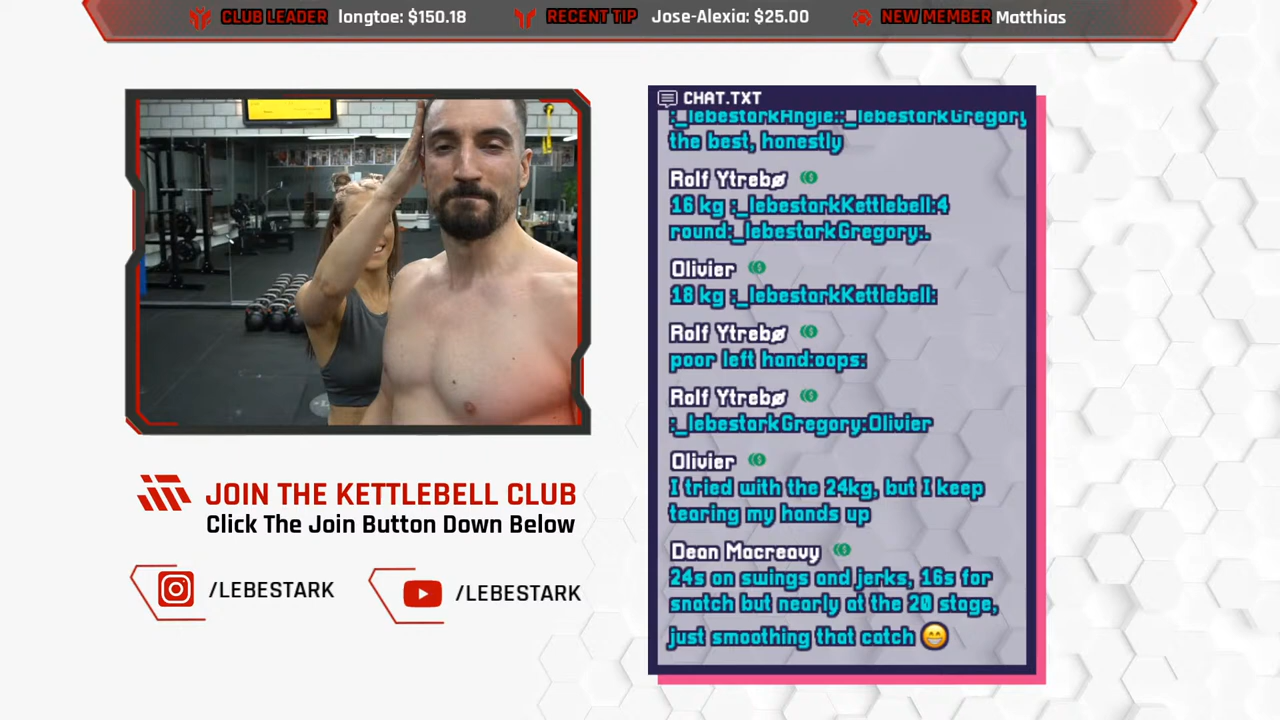 CLUB LEADER longtoe: $150.18 RECENT TIP Jose-Alexia: $25.00 NEW MEMBER Matthias
CHAT.TXT
:_lebestarkAngie::_lebestarkGregory
the best, honestly
Rolf Ytrebø
16 kg :_lebestarkKettlebell:4
round:_lebestarkGregory:.
Olivier
18 kg :_lebestarkKettlebell:
Rolf Ytrebø
poor left hand:oops:
Rolf Ytrebø
:_lebestarkGregory:Olivier
Olivier
I tried with the 24kg, but I keep
tearing my hands up
Dean Macreavy
24s on swings and jerks, 16s for
snatch but nearly at the 20 stage,
just smoothing that catch 😁
JOIN THE KETTLEBELL CLUB
Click The Join Button Down Below
/LEBESTARK
/LEBESTARK